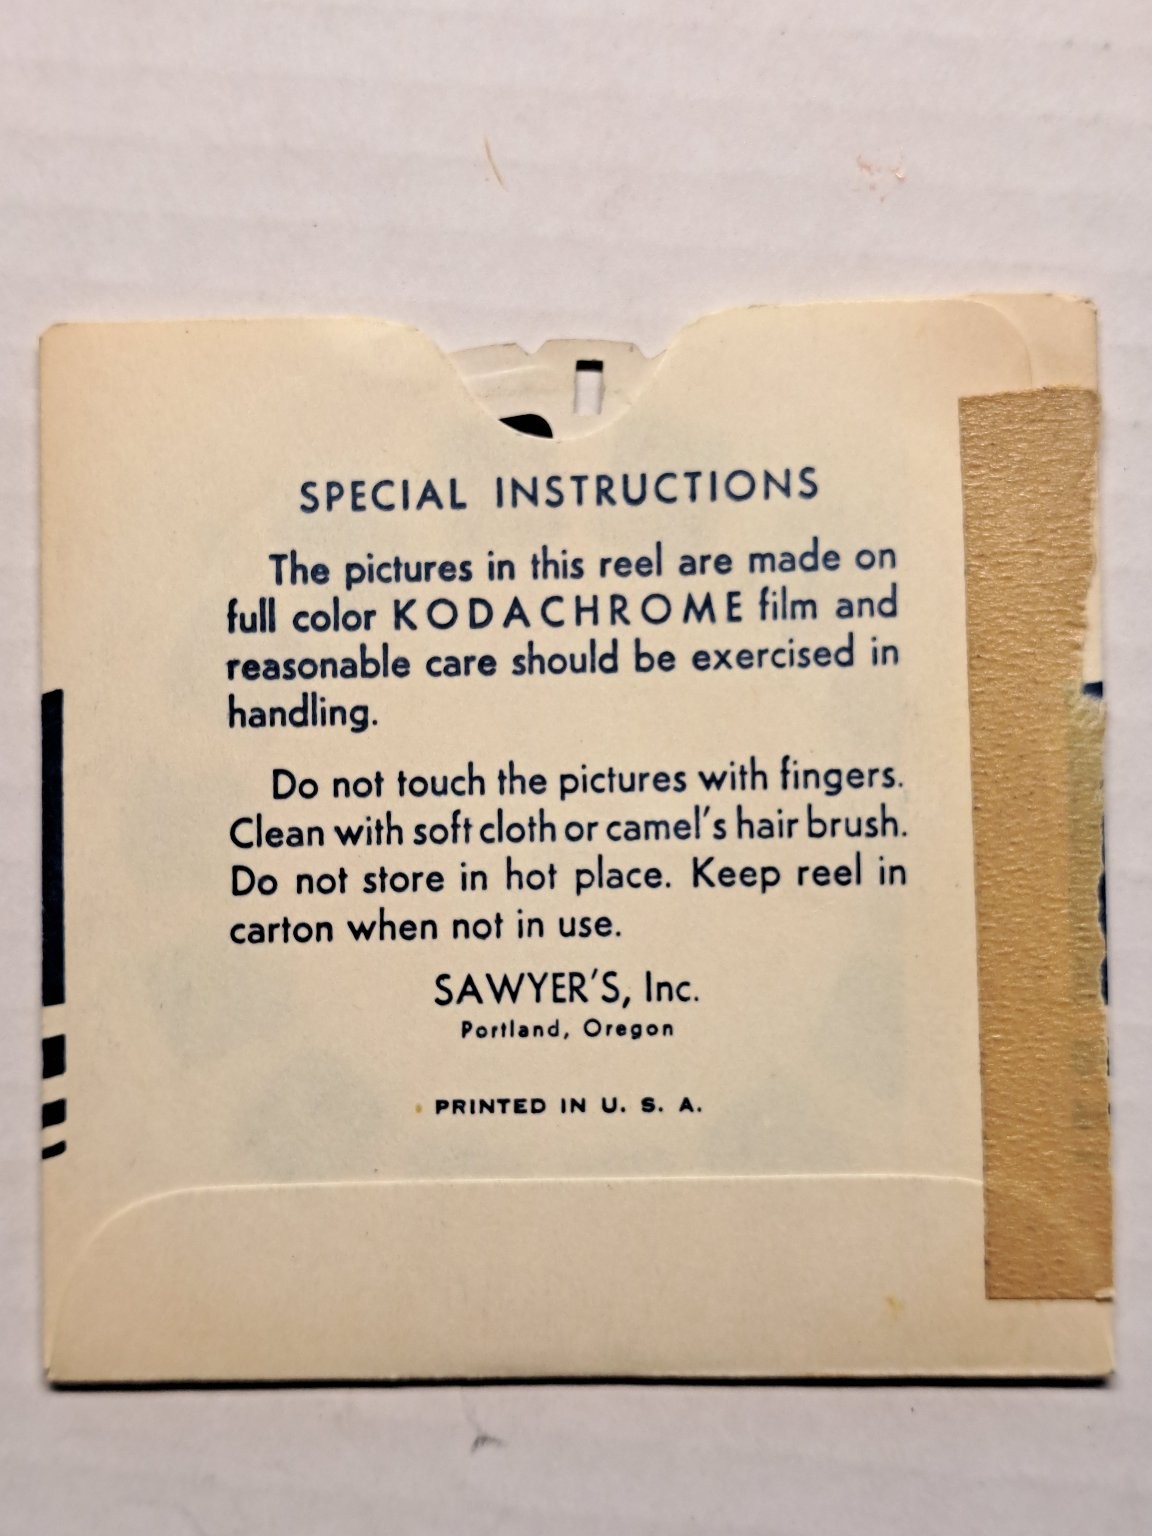 SPECIAL INSTRUCTIONS
The pictures in this reel are made on
full color KODACHROME film and
reasonable care should be exercised in
handling.
Do not touch the pictures with fingers.
Clean with soft cloth or camel's hair brush.
Do not store in hot place. Keep reel in
carton when not in use.
SAWYER'S, Inc.
Portland, Oregon
PRINTED IN U. S. A.